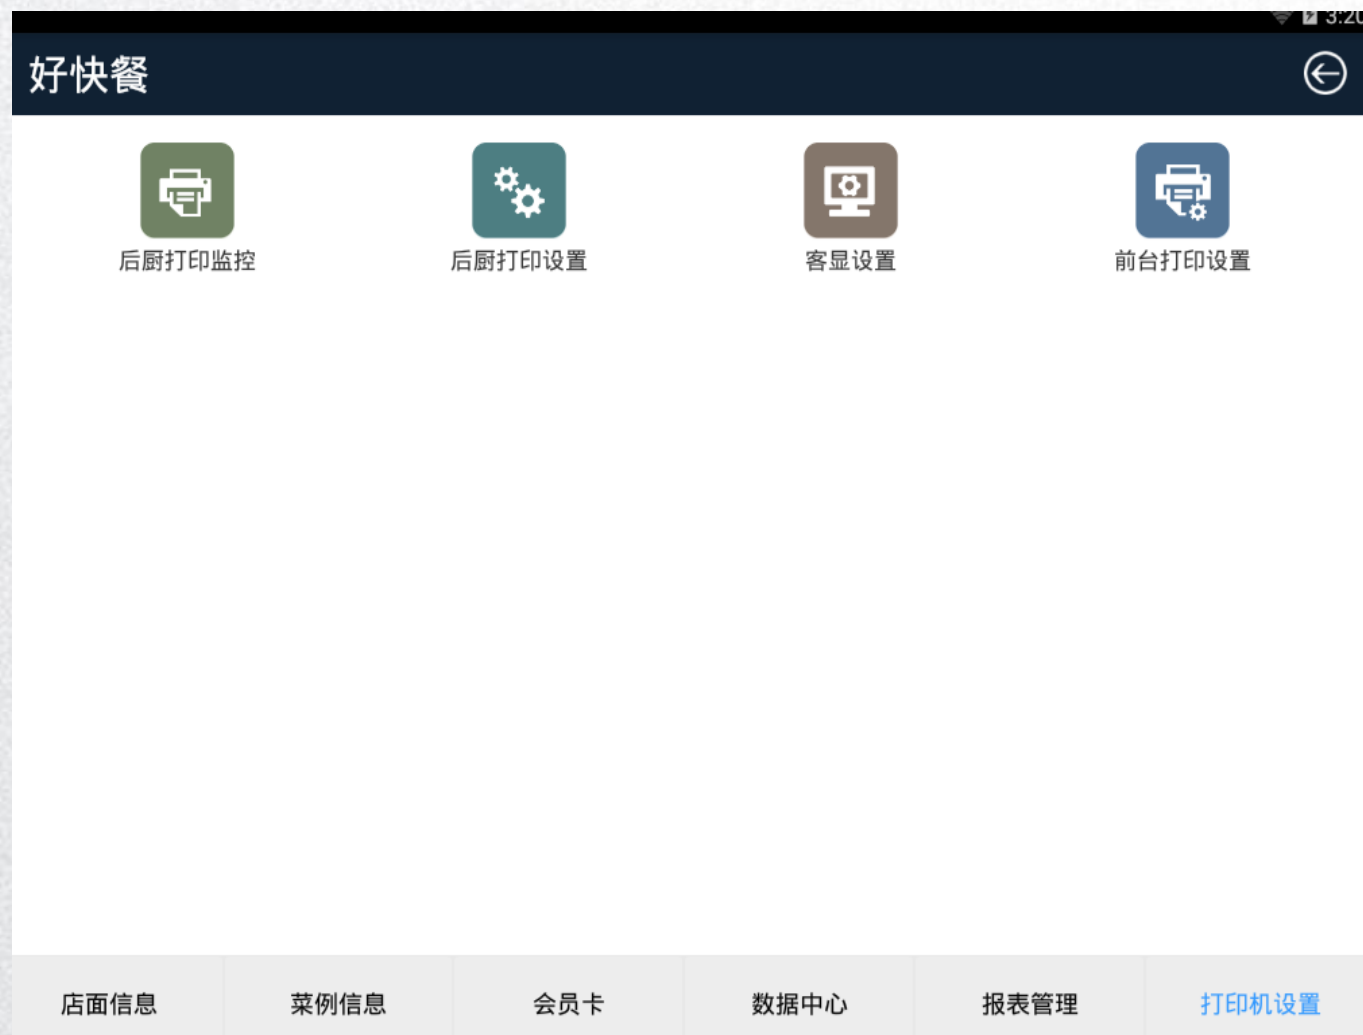 3:20
好快餐
后厨打印监控
后厨打印设置
客显设置
前台打印设置
店面信息
菜例信息
会员卡
数据中心
报表管理
打印机设置